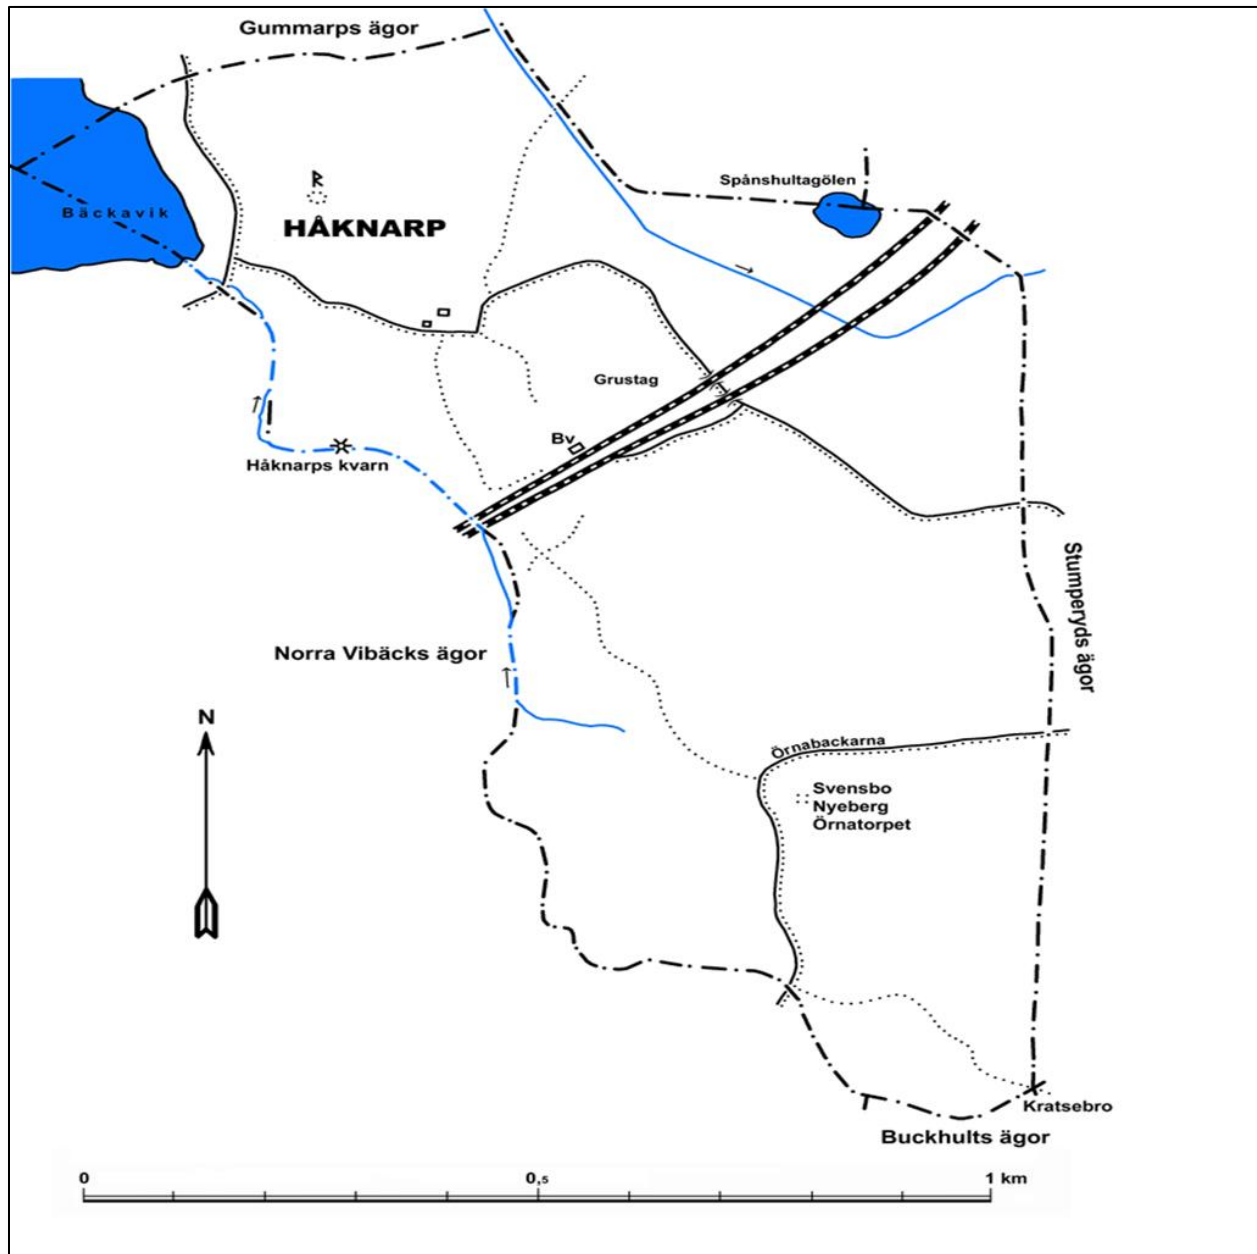 Gummarps ägor
Spånshultagölen
Bäckavik
HÅKNARP
Grustag
Bv
Håknarps kvarn
Stumperyds ägor
Norra Vibäcks ägor
N
Örnabackarna
Svensbo
Nyeberg
Örnatorpet
Kratsebro
Buckhults ägor
0 0,5 1 km